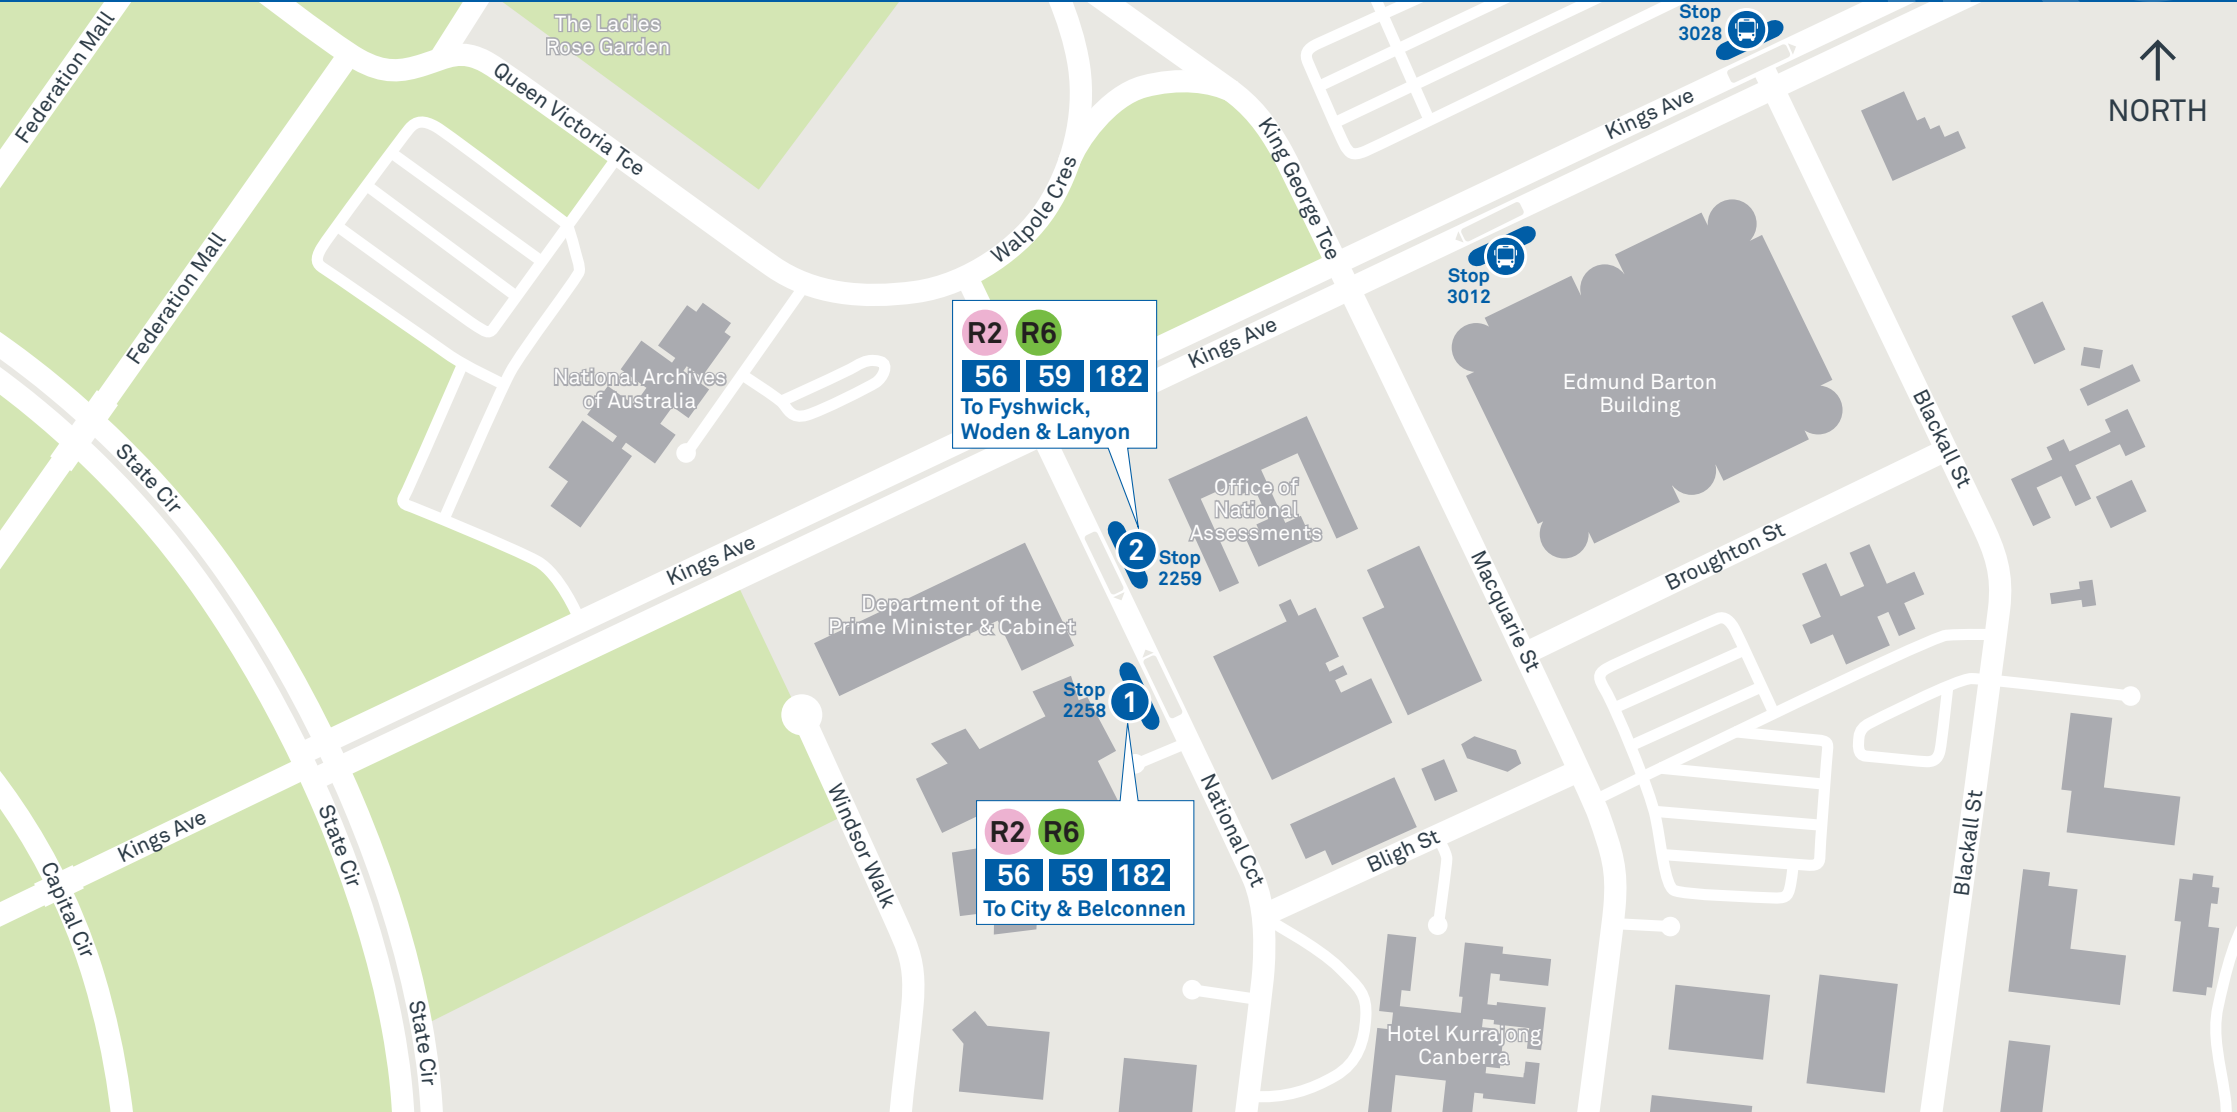 The Ladies
Rose Garden
Stop
3028
NORTH
Federation Mall
Queen Victoria Tce
Kings Ave
King George Tce
Walpole Cres
Federation Mall
Stop
3012
R2 R6
56 59 182
To Fyshwick,
Woden & Lanyon
Kings Ave
National Archives
of Australia
Edmund Barton
Building
Blackall St
State Cir
Office of
National
Assessments
Kings Ave
2
Stop
2259
Broughton St
Macquarie St
Department of the
Prime Minister & Cabinet
Stop
2258
1
Kings Ave
State Cir
Windsor Walk
National Cct
Blackall St
R2 R6
56 59 182
To City & Belconnen
Bligh St
Capital Cir
State Cir
Hotel Kurrajong
Canberra